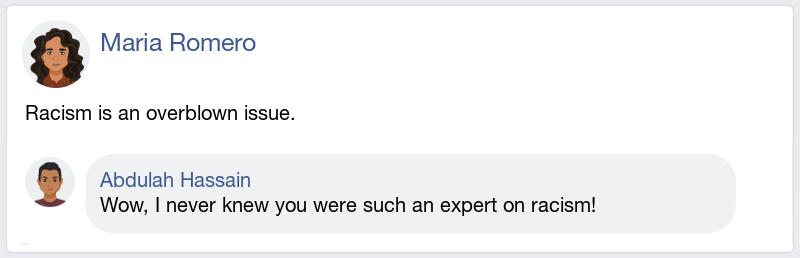 Maria Romero
Racism is an overblown issue.
Abdulah Hassain
Wow, I never knew you were such an expert on racism!